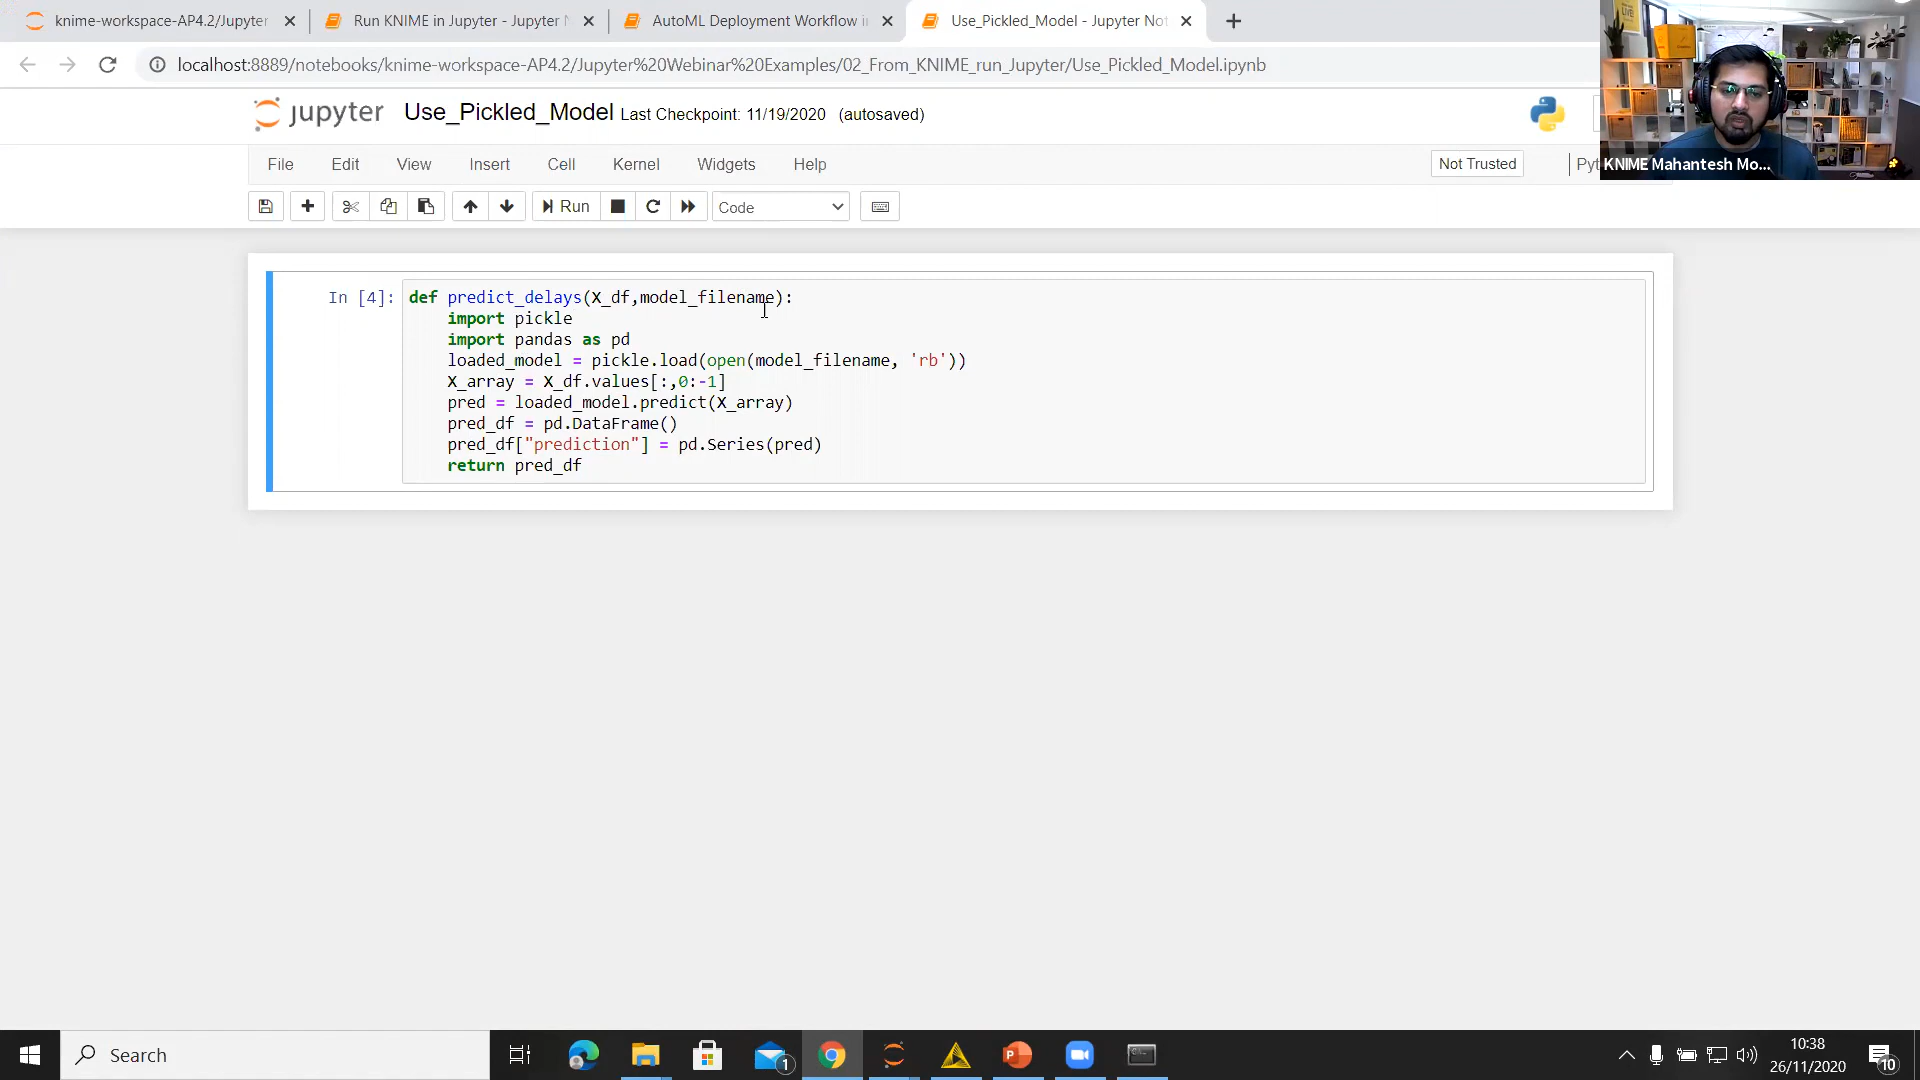 knime-workspace-AP4.2/Jupyter
Run KNIME in Jupyter - Jupyter
AutoML Deployment Workflow i
Use_Pickled_Model - Jupyter Not
localhost:8889/notebooks/knime-workspace-AP4.2/Jupyter%20Webinar%20Examples/02_From_KNIME_run_Jupyter/Use_Pickled_Model.ipynb
jupyter Use_Pickled_Model Last Checkpoint: 11/19/2020 (autosaved)
File Edit View Insert Cell Kernel Widgets Help
Not Trusted
Pyt
KNIME Mahantesh Mo...
Run
Code
In [4]: def predict_delays(X_df,model_filename):
import pickle
import pandas as pd
loaded_model = pickle.load(open(model_filename, 'rb'))
X_array = X_df.values[:,0:-1]
pred = loaded_model.predict(X_array)
pred_df = pd.DataFrame()
pred_df["prediction"] = pd.Series(pred)
return pred_df
Search
1
10:38
26/11/2020
10